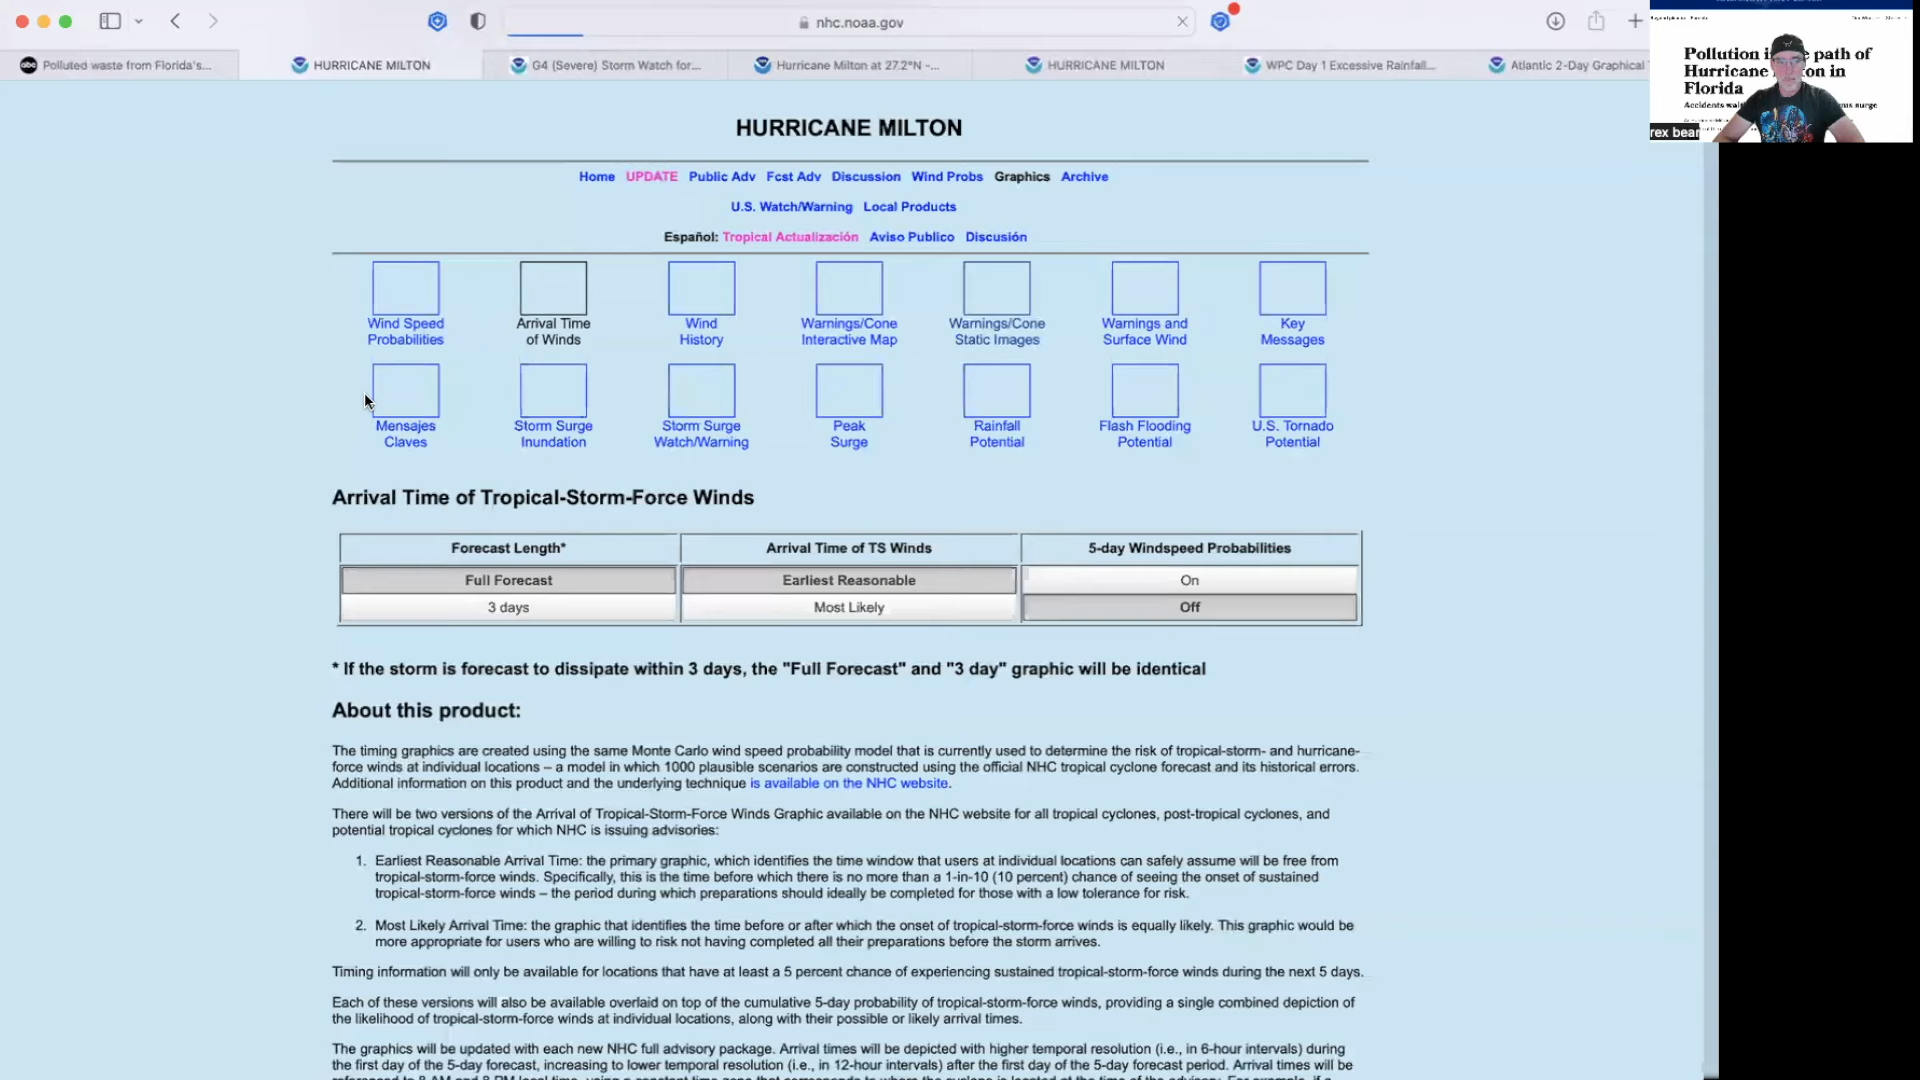 nhc.noaa.gov
Polluted waste from Florida's...
HURRICANE MILTON
G4 (Severe) Storm Watch for...
Hurricane Milton at 27.2°N -...
HURRICANE MILTON
WPC Day 1 Excessive Rainfall...
Atlantic 2-Day Graphical
Pollution i
e path of
Hurricane
ton in
Florida
rex bear
HURRICANE MILTON
Home UPDATE Public Adv Fcst Adv Discussion Wind Probs Graphics Archive
U.S. Watch/Warning Local Products
Español: Tropical Actualización Aviso Publico Discusión
Wind Speed
Probabilities
Arrival Time
of Winds
Wind
History
Warnings/Cone
Interactive Map
Warnings/Cone
Static Images
Warnings and
Surface Wind
Key
Messages
Mensajes
Claves
Storm Surge
Inundation
Storm Surge
Watch/Warning
Peak
Surge
Rainfall
Potential
Flash Flooding
Potential
U.S. Tornado
Potential
Arrival Time of Tropical-Storm-Force Winds
Forecast Length* Arrival Time of TS Winds 5-day Windspeed Probabilities
Full Forecast Earliest Reasonable On
3 days Most Likely Off
* If the storm is forecast to dissipate within 3 days, the "Full Forecast" and "3 day" graphic will be identical
About this product:
The timing graphics are created using the same Monte Carlo wind speed probability model that is currently used to determine the risk of tropical-storm- and hurricane-
force winds at individual locations – a model in which 1000 plausible scenarios are constructed using the official NHC tropical cyclone forecast and its historical errors.
Additional information on this product and the underlying technique is available on the NHC website.
There will be two versions of the Arrival of Tropical-Storm-Force Winds Graphic available on the NHC website for all tropical cyclones, post-tropical cyclones, and
potential tropical cyclones for which NHC is issuing advisories:
1. Earliest Reasonable Arrival Time: the primary graphic, which identifies the time window that users at individual locations can safely assume will be free from
tropical-storm-force winds. Specifically, this is the time before which there is no more than a 1-in-10 (10 percent) chance of seeing the onset of sustained
tropical-storm-force winds – the period during which preparations should ideally be completed for those with a low tolerance for risk.
2. Most Likely Arrival Time: the graphic that identifies the time before or after which the onset of tropical-storm-force winds is equally likely. This graphic would be
more appropriate for users who are willing to risk not having completed all their preparations before the storm arrives.
Timing information will only be available for locations that have at least a 5 percent chance of experiencing sustained tropical-storm-force winds during the next 5 days.
Each of these versions will also be available overlaid on top of the cumulative 5-day probability of tropical-storm-force winds, providing a single combined depiction of
the likelihood of tropical-storm-force winds at individual locations, along with their possible or likely arrival times.
The graphics will be updated with each new NHC full advisory package. Arrival times will be depicted with higher temporal resolution (i.e., in 6-hour intervals) during
the first day of the 5-day forecast, increasing to lower temporal resolution (i.e., in 12-hour intervals) after the first day of the 5-day forecast period. Arrival times will be